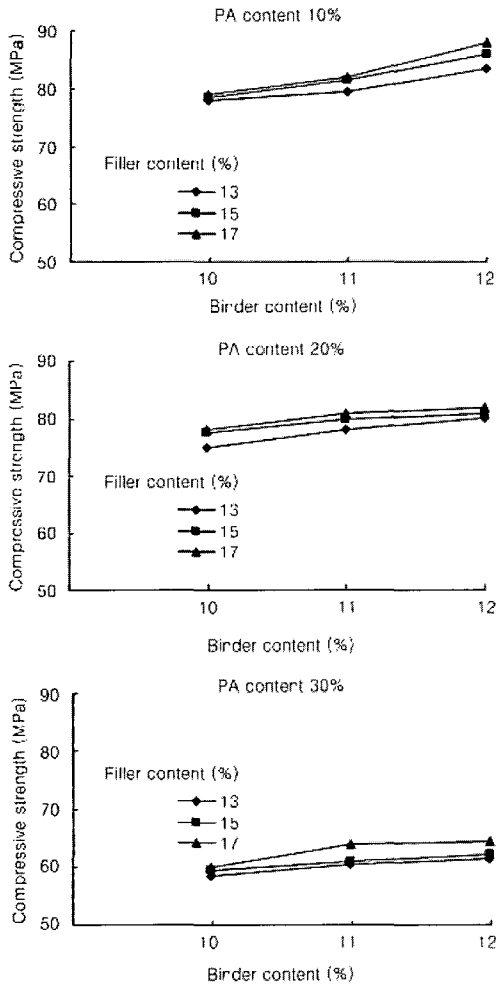 PA content 10%
Compressive strength (MPa)
90
80
70
60
50
Filler content (%)
13
15
17
10 11 12
Binder content (%)
PA content 20%
Compressive strength (MPa)
90
80
70
60
50
Filler content (%)
13
15
17
10 11 12
Binder content (%)
PA content 30%
Compressive strength (MPa)
90
80
70
60
50
Filler content (%)
13
15
17
10 11 12
Binder content (%)